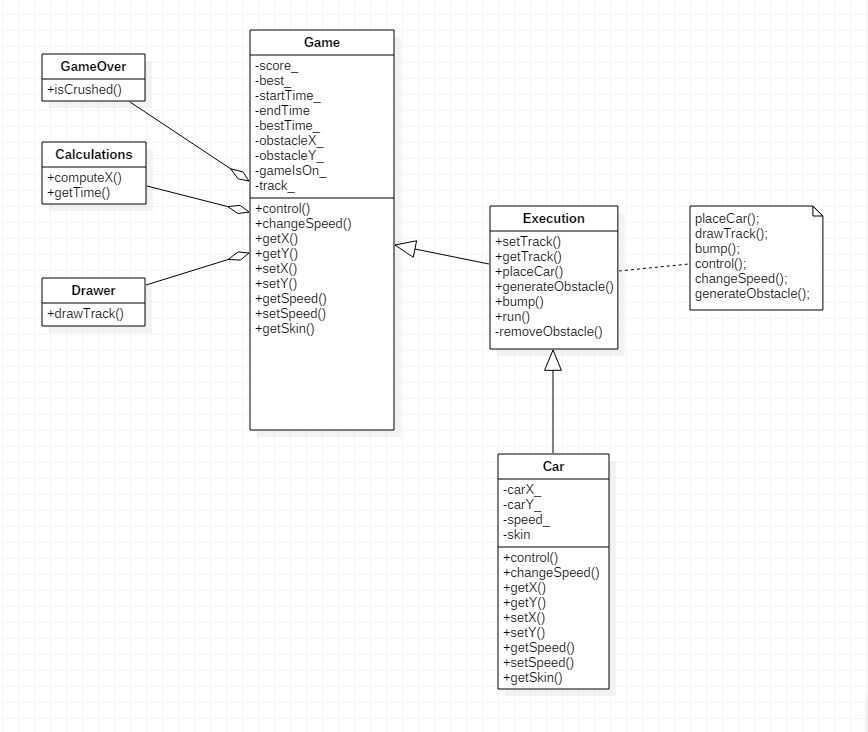 GameOver
+isCrushed()
Calculations
+computeX()
+getTime()
Drawer
+drawTrack()
Game
-score_
-best_
-startTime_
-endTime
-bestTime_
-obstacleX_
-obstacleY_
-gameIsOn_
-track_
+control()
+changeSpeed()
+getX()
+getY()
+setX()
+setY()
+getSpeed()
+setSpeed()
+getSkin()
Execution
+setTrack()
+getTrack()
+placeCar()
+generateObstacle()
+bump()
+run()
-removeObstacle()
placeCar();
drawTrack();
bump();
control();
changeSpeed();
generateObstacle();
Car
-carX_
-carY_
-speed_
-skin
+control()
+changeSpeed()
+getX()
+getY()
+setX()
+setY()
+getSpeed()
+setSpeed()
+getSkin()